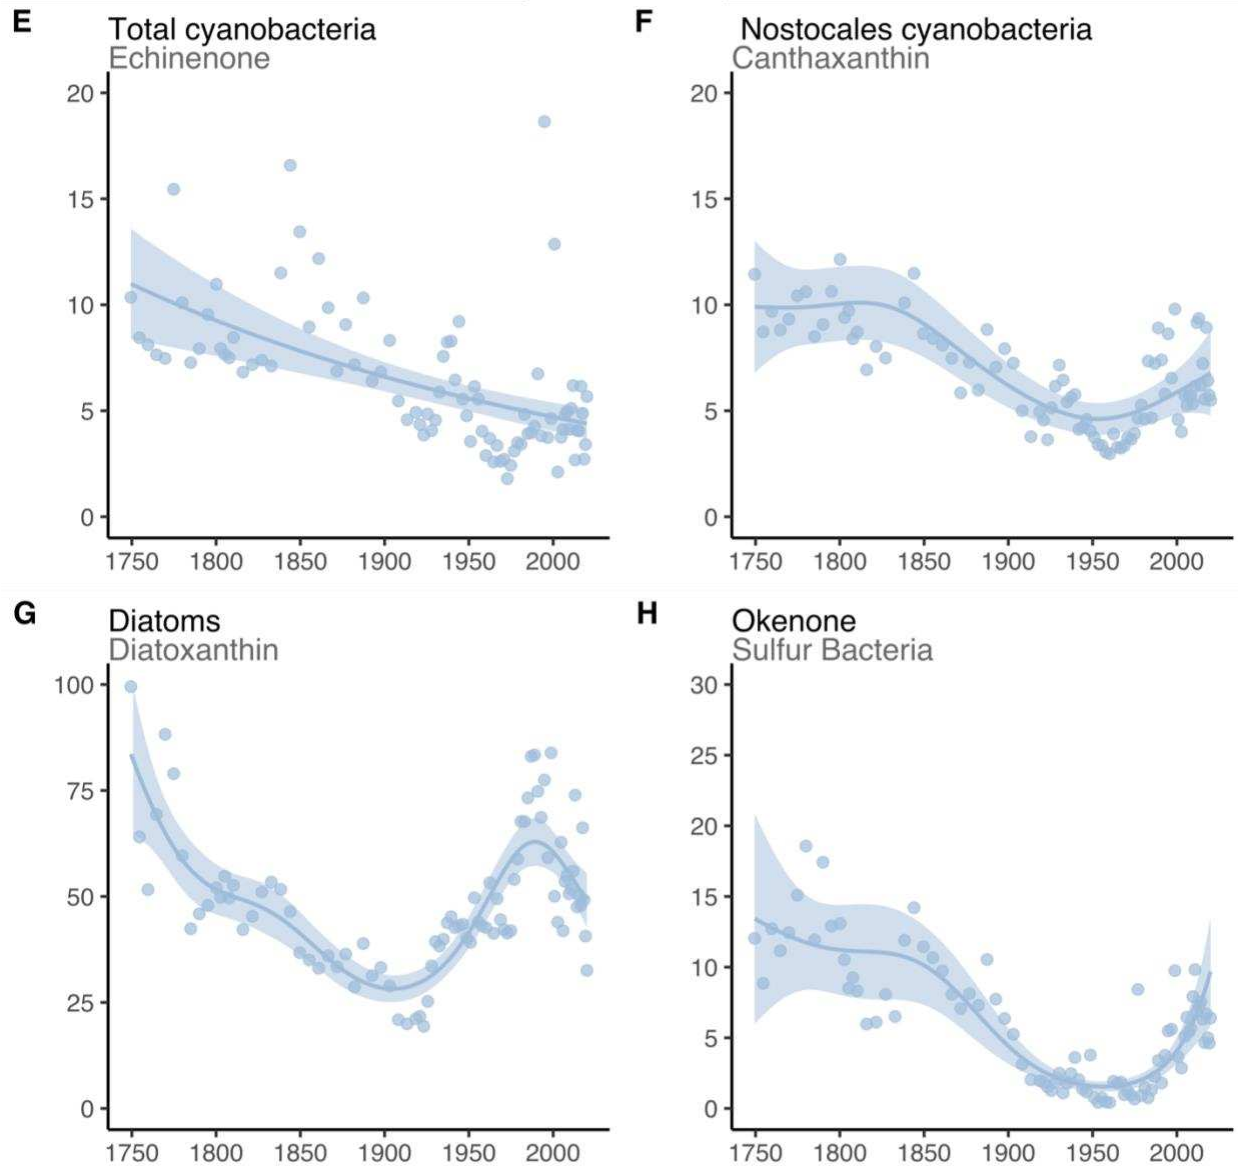 E
Total cyanobacteria
Echinenone
20
15
10
5
0
1750 1800 1850 1900 1950 2000
F
Nostocales cyanobacteria
Canthaxanthin
20
15
10
5
0
1750 1800 1850 1900 1950 2000
G
Diatoms
Diatoxanthin
100
75
50
25
0
1750 1800 1850 1900 1950 2000
H
Okenone
Sulfur Bacteria
30
25
20
15
10
5
0
1750 1800 1850 1900 1950 2000